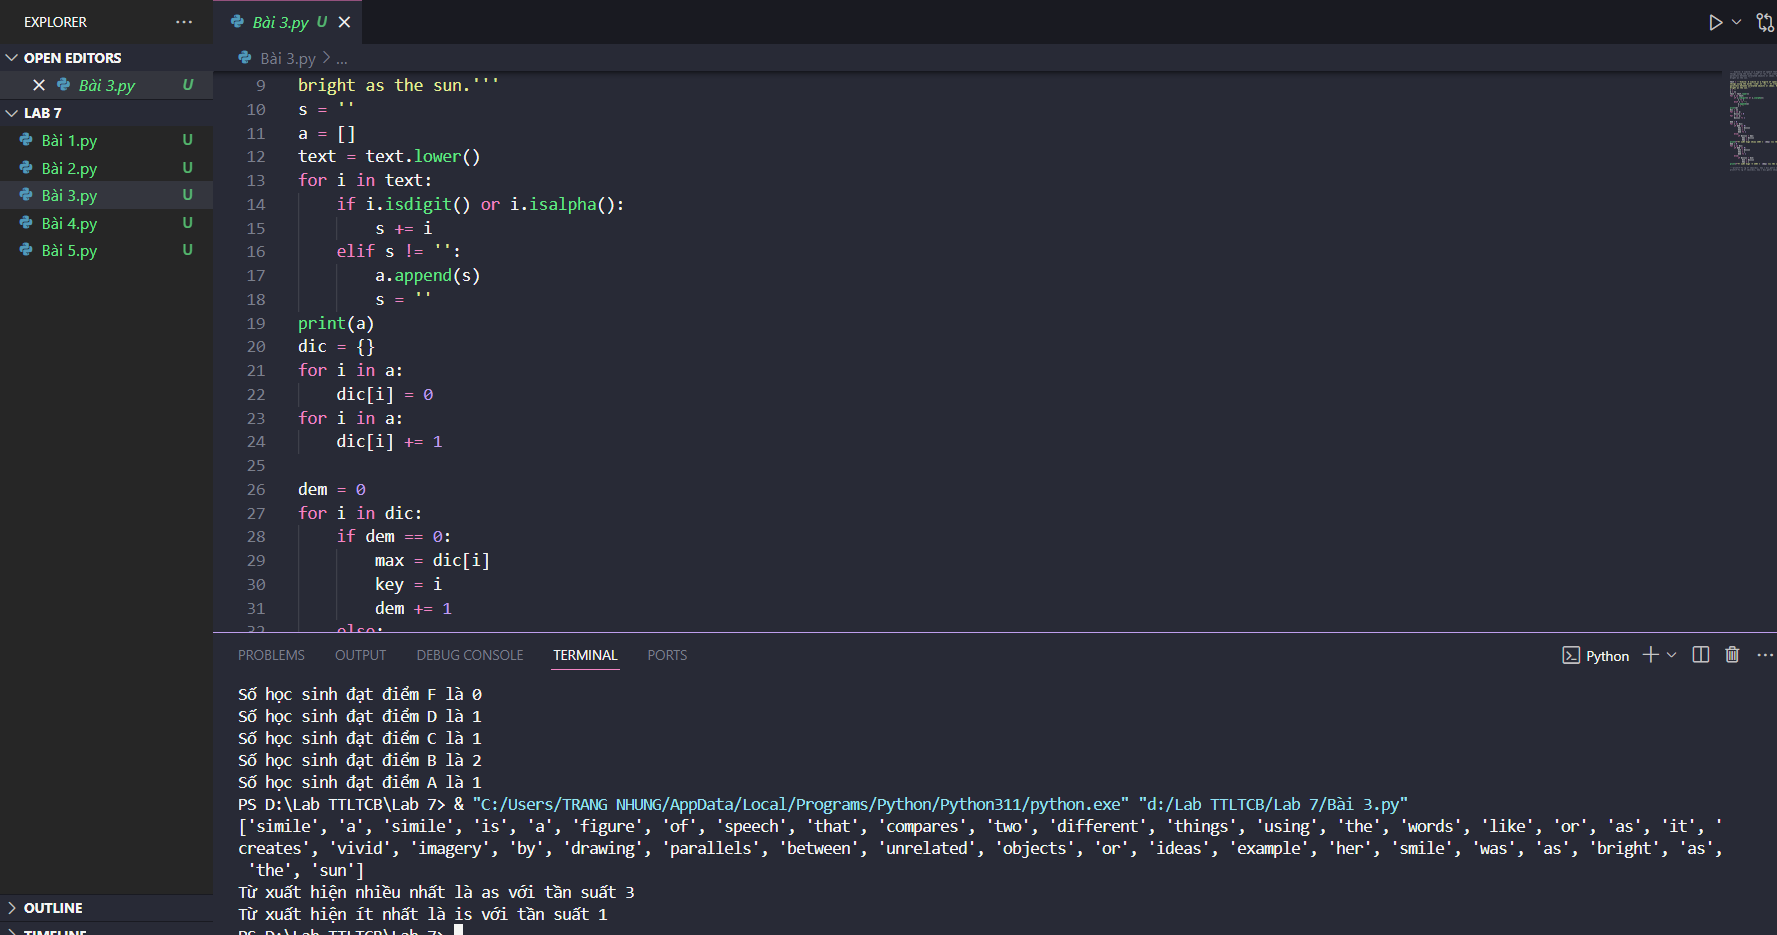 EXPLORER ···
OPEN EDITORS
Bài 3.py U
LAB 7
Bài 1.py U
Bài 2.py U
Bài 3.py U
Bài 4.py U
Bài 5.py U
OUTLINE
TIMELINE
Bài 3.py U
Bài 3.py > ...
9 bright as the sun.'''
10 s = ''
11 a = []
12 text = text.lower()
13 for i in text:
14     if i.isdigit() or i.isalpha():
15         s += i
16     elif s != '':
17         a.append(s)
18         s = ''
19 print(a)
20 dic = {}
21 for i in a:
22     dic[i] = 0
23 for i in a:
24     dic[i] += 1
25
26 dem = 0
27 for i in dic:
28     if dem == 0:
29         max = dic[i]
30         key = i
31         dem += 1
32     else:
PROBLEMS OUTPUT DEBUG CONSOLE TERMINAL PORTS Python
Số học sinh đạt điểm F là 0
Số học sinh đạt điểm D là 1
Số học sinh đạt điểm C là 1
Số học sinh đạt điểm B là 2
Số học sinh đạt điểm A là 1
PS D:\Lab TTLTCB\Lab 7> & "C:/Users/TRANG NHUNG/AppData/Local/Programs/Python/Python311/python.exe" "d:/Lab TTLTCB/Lab 7/Bài 3.py"
['simile', 'a', 'simile', 'is', 'a', 'figure', 'of', 'speech', 'that', 'compares', 'two', 'different', 'things', 'using', 'the', 'words', 'like', 'or', 'as', 'it', '
creates', 'vivid', 'imagery', 'by', 'drawing', 'parallels', 'between', 'unrelated', 'objects', 'or', 'ideas', 'example', 'her', 'smile', 'was', 'as', 'bright', 'as',
'the', 'sun']
Từ xuất hiện nhiều nhất là as với tần suất 3
Từ xuất hiện ít nhất là is với tần suất 1
PS D:\Lab TTLTCB\Lab 7>